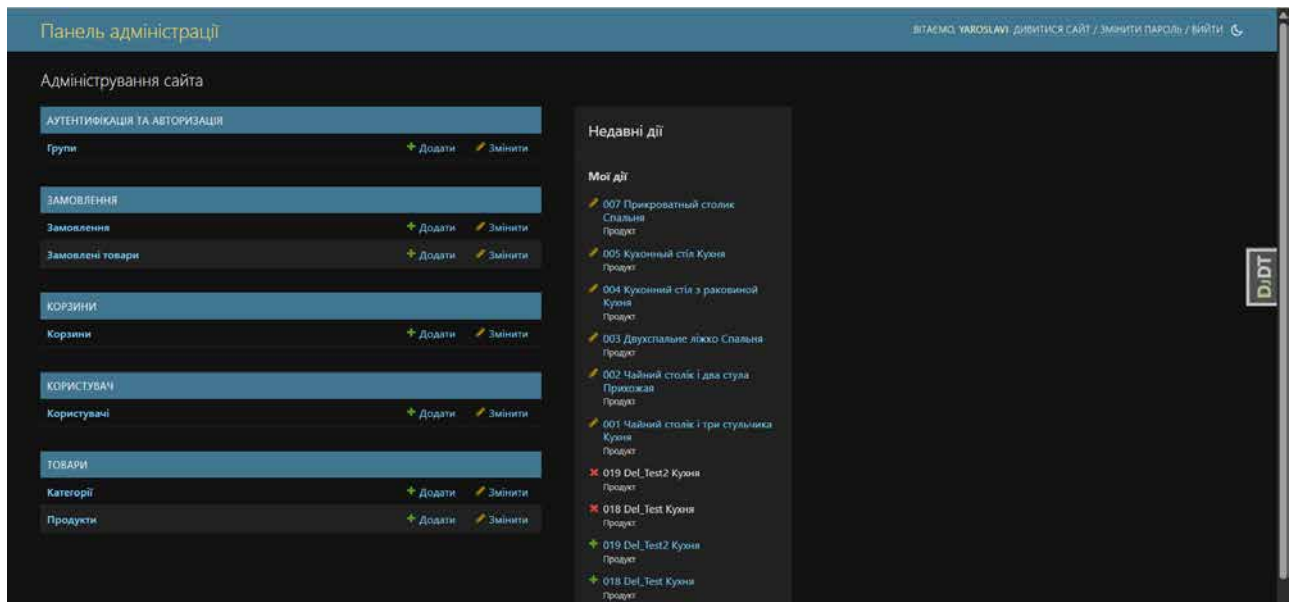 Панель адміністрації
ВІТАЄМО, YAROSLAV1. ДИВИТИСЯ САЙТ / ЗМІНИТИ ПАРОЛЬ / ВИЙТИ
Адміністрування сайта
АУТЕНТИФІКАЦІЯ ТА АВТОРИЗАЦІЯ
Групи Додати Змінити
ЗАМОВЛЕННЯ
Замовлення Додати Змінити
Замовлені товари Додати Змінити
КОРЗИНИ
Корзини Додати Змінити
КОРИСТУВАЧ
Користувачі Додати Змінити
ТОВАРИ
Категорії Додати Змінити
Продукти Додати Змінити
Недавні дії
Мої дії
007 Прикроватный столик
Спальня
Продукт
005 Кухонный стіл Кухня
Продукт
004 Кухонний стіл з раковиной
Кухня
Продукт
003 Двухспальне ліжко Спальня
Продукт
002 Чайний столік і два стула
Прихожая
Продукт
001 Чайний столік і три стульчика
Кухня
Продукт
019 Del_Test2 Кухня
Продукт
018 Del_Test Кухня
Продукт
019 Del_Test2 Кухня
Продукт
018 Del_Test Кухня
Продукт
DJDT